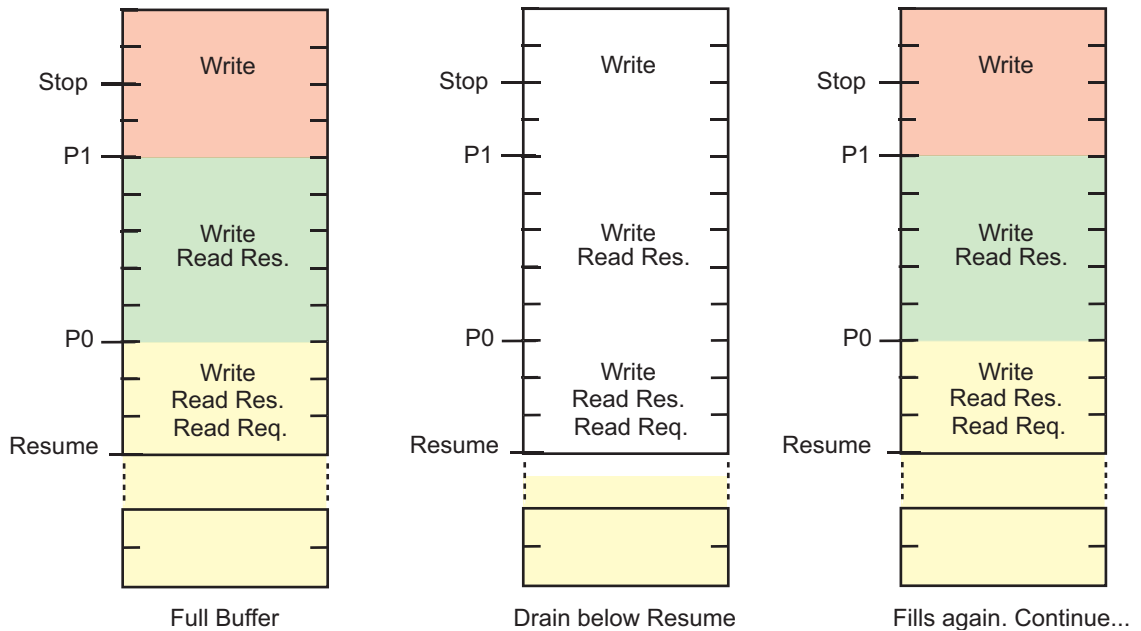 Stop
P1
P0
Resume
Write
Write
Read Res.
Write
Read Res.
Read Req.
Full Buffer
Stop
P1
P0
Resume
Write
Write
Read Res.
Write
Read Res.
Read Req.
Drain below Resume
Stop
P1
P0
Resume
Write
Write
Read Res.
Write
Read Res.
Read Req.
Fills again. Continue...